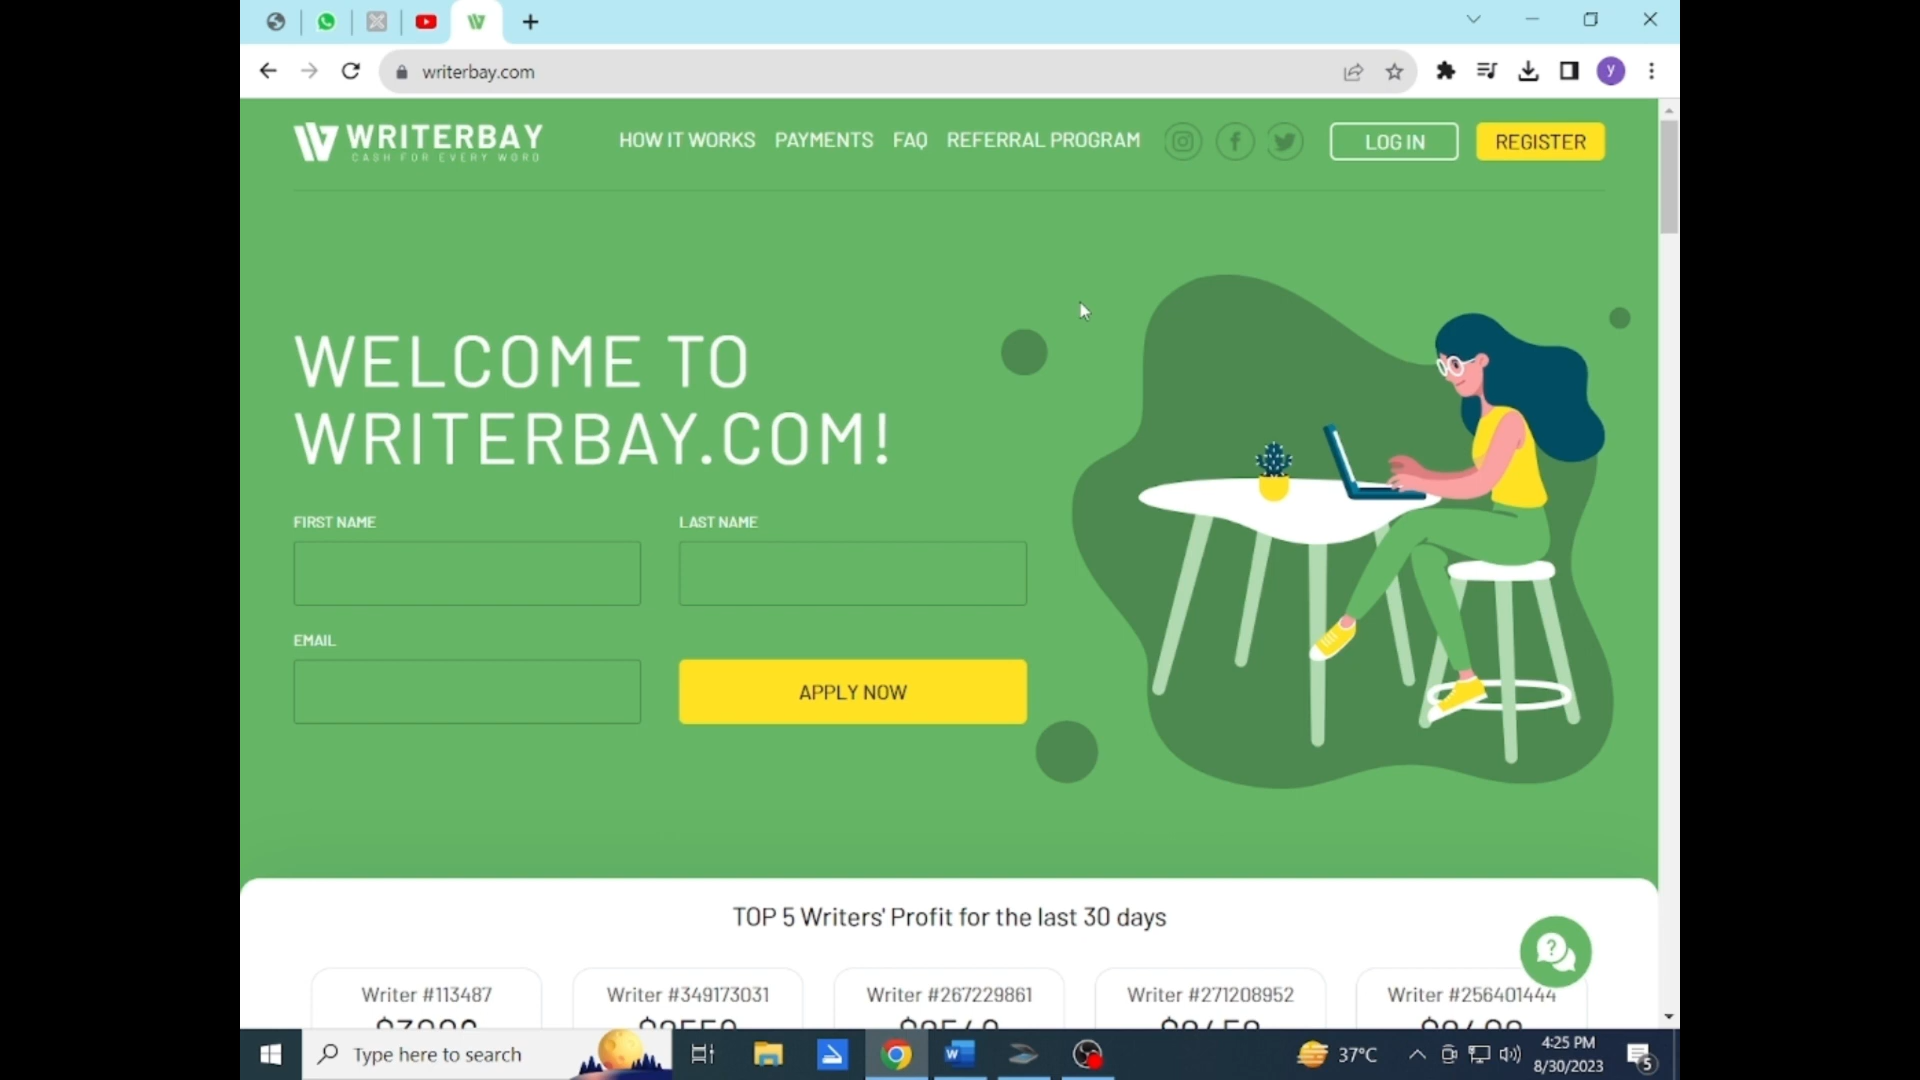 writerbay.com
WRITERBAY
CASH FOR EVERY WORD
HOW IT WORKS PAYMENTS FAQ REFERRAL PROGRAM
LOG IN
REGISTER
WELCOME TO
WRITERBAY.COM!
FIRST NAME
LAST NAME
EMAIL
APPLY NOW
TOP 5 Writers' Profit for the last 30 days
Writer #113487
Writer #349173031
Writer #267229861
Writer #271208952
Writer #256401444
Type here to search
37°C
4:25 PM
8/30/2023
5
y